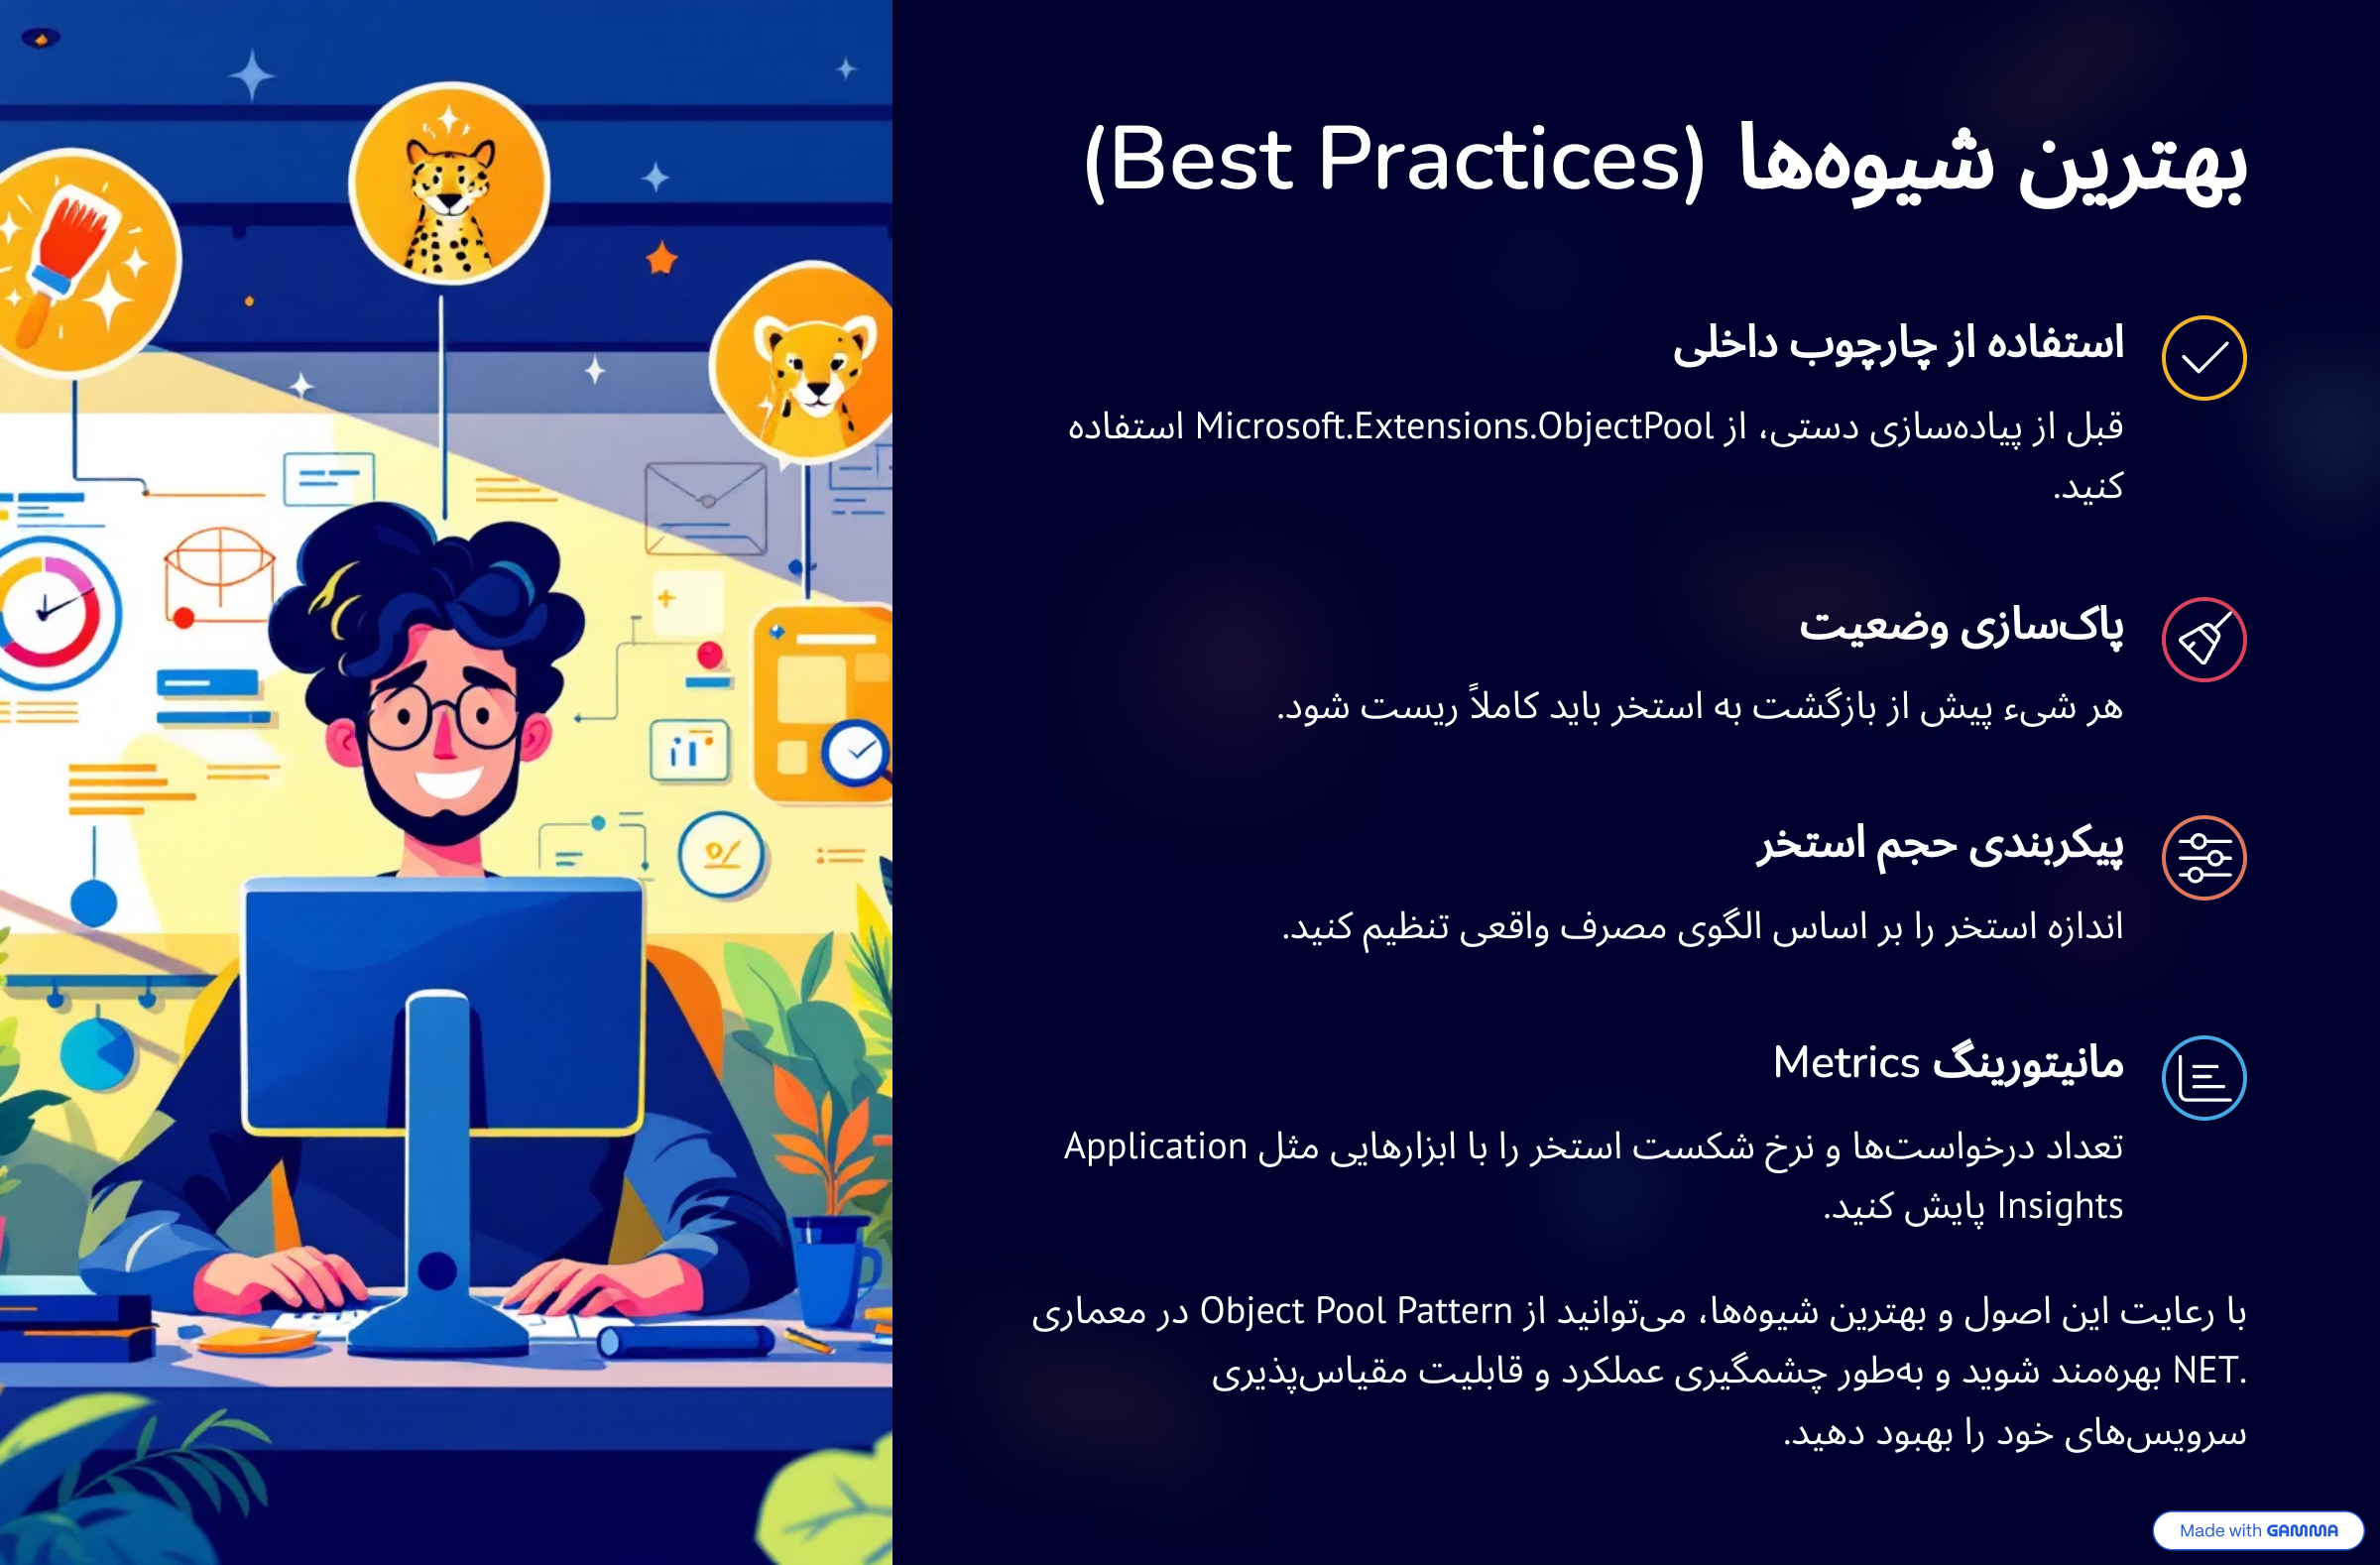 بهترین شیوه‌ها (Best Practices)
استفاده از چارچوب داخلی
قبل از پیاده‌سازی دستی، از Microsoft.Extensions.ObjectPool استفاده
کنید.
پاک‌سازی وضعیت
هر شیء پیش از بازگشت به استخر باید کاملاً ریست شود.
پیکربندی حجم استخر
اندازه استخر را بر اساس الگوی مصرف واقعی تنظیم کنید.
مانیتورینگ Metrics
تعداد درخواست‌ها و نرخ شکست استخر را با ابزارهایی مثل Application
Insights پایش کنید.
با رعایت این اصول و بهترین شیوه‌ها، می‌توانید از Object Pool Pattern در معماری
.NET بهره‌مند شوید و به‌طور چشمگیری عملکرد و قابلیت مقیاس‌پذیری
سرویس‌های خود را بهبود دهید.
Made with GAMMA